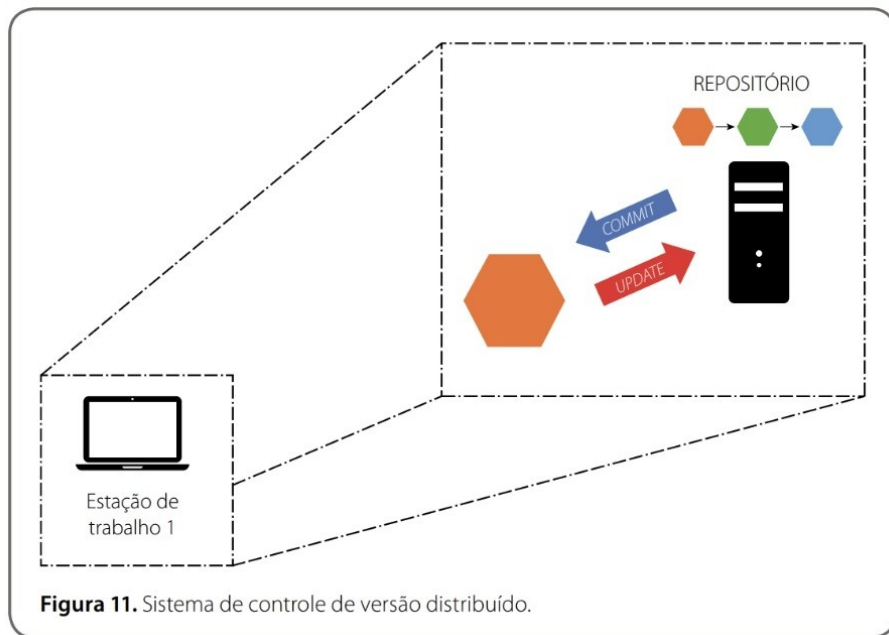 REPOSITÓRIO
COMMIT
UPDATE
Estação de
trabalho 1
Figura 11. Sistema de controle de versão distribuído.